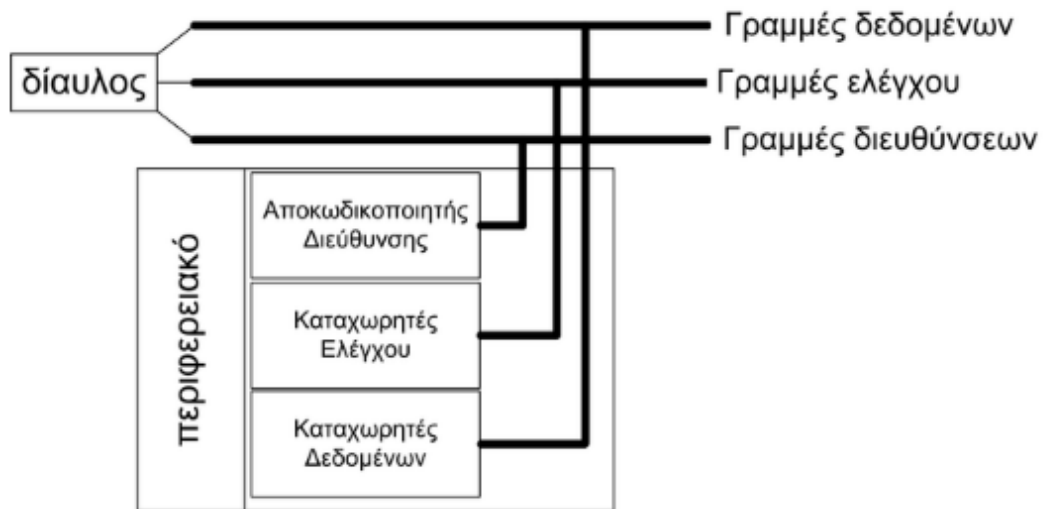 Γραμμές δεδομένων
δίαυλος
Γραμμές ελέγχου
Γραμμές διευθύνσεων
περιφερειακό
Αποκωδικοποιητής
Διεύθυνσης
Καταχωρητές
Ελέγχου
Καταχωρητές
Δεδομένων